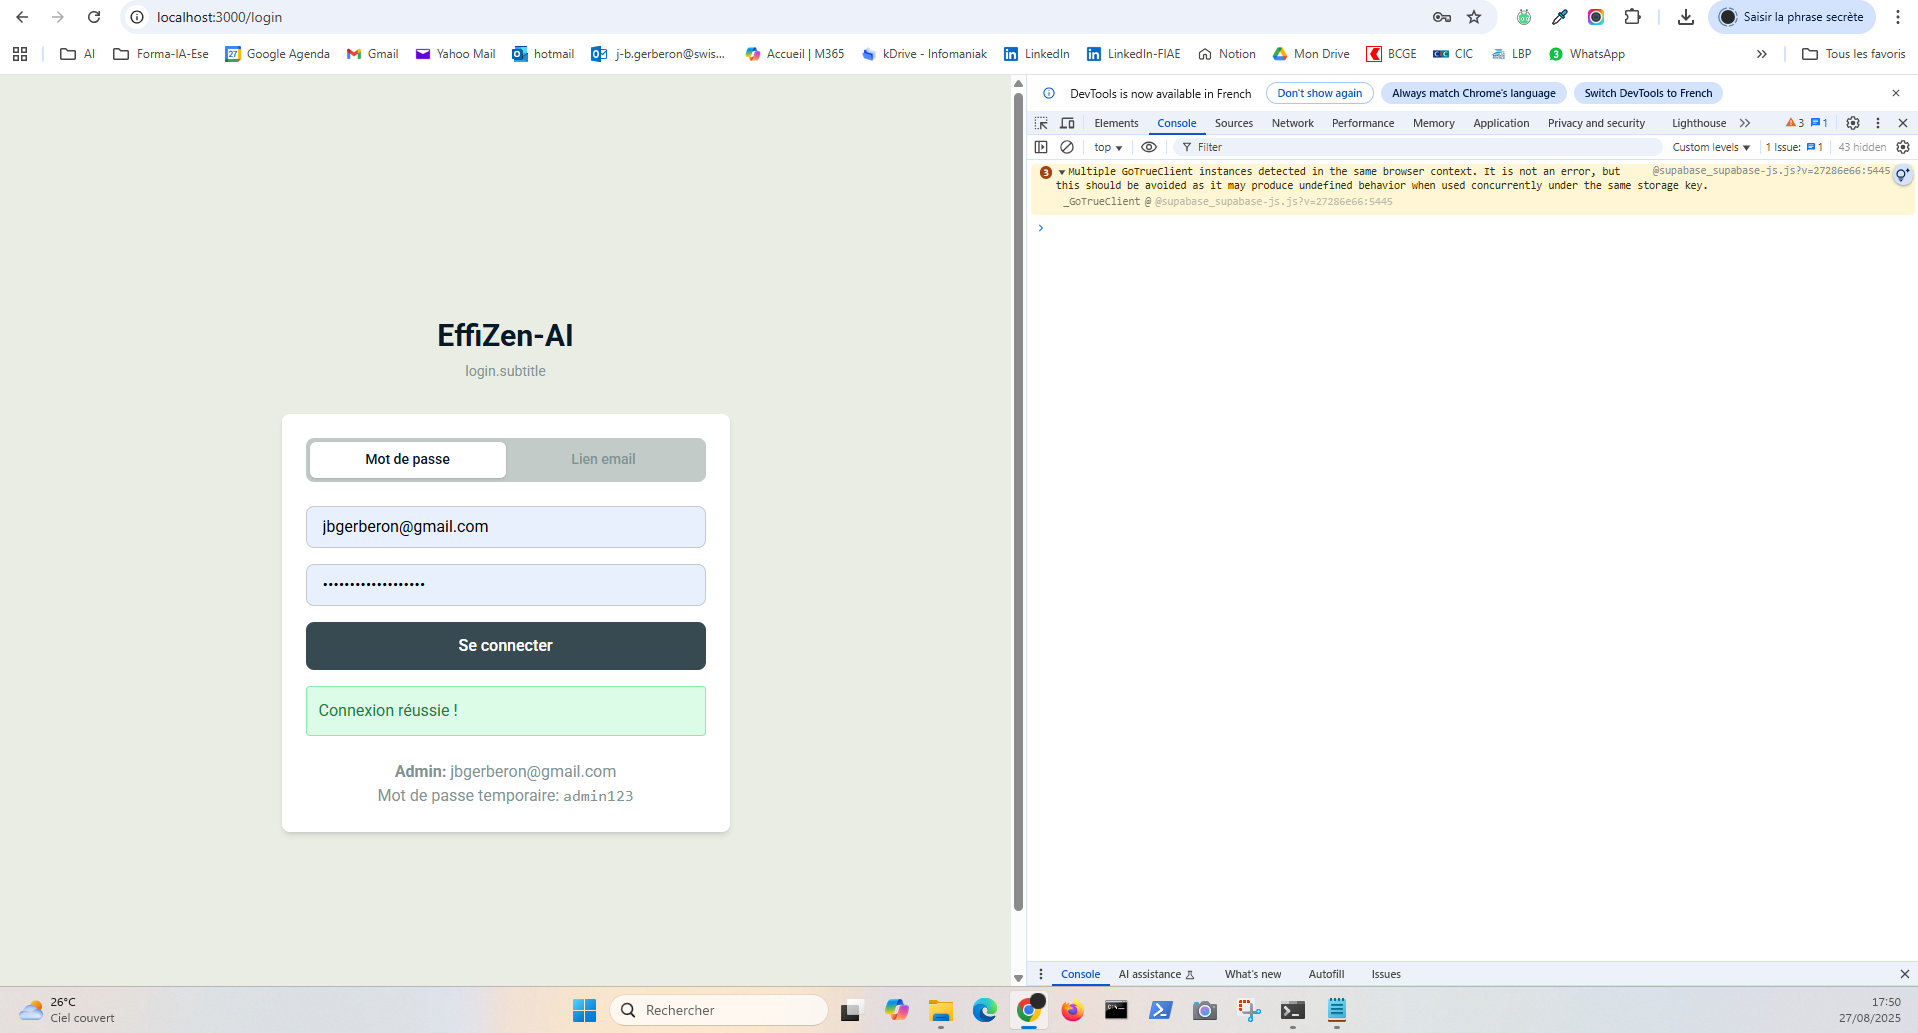 localhost:3000/login
Saisir la phrase secrète
AI
Forma-IA-Ese
27
Google Agenda
Gmail
Yahoo Mail
hotmail
j-b.gerberon@swis...
Accueil | M365
kDrive - Infomaniak
LinkedIn
LinkedIn-FIAE
Notion
Mon Drive
BCGE
CIC
LBP
3
WhatsApp
Tous les favoris
EffiZen-AI
login.subtitle
Mot de passe
Lien email
jbgerberon@gmail.com
•••••••••••••••••••
Se connecter
Connexion réussie !
Admin: jbgerberon@gmail.com
Mot de passe temporaire: admin123
DevTools is now available in French
Don't show again
Always match Chrome's language
Switch DevTools to French
Elements
Console
Sources
Network
Performance
Memory
Application
Privacy and security
Lighthouse
3
1
top
Filter
Custom levels
1 Issue: 1
43 hidden
3
Multiple GoTrueClient instances detected in the same browser context. It is not an error, but
@supabase_supabase-js.js?v=27286e66:5445
this should be avoided as it may produce undefined behavior when used concurrently under the same storage key.
_GoTrueClient @ @supabase_supabase-js.js?v=27286e66:5445
Console
AI assistance
What's new
Autofill
Issues
26°C
Ciel couvert
Rechercher
17:50
27/08/2025